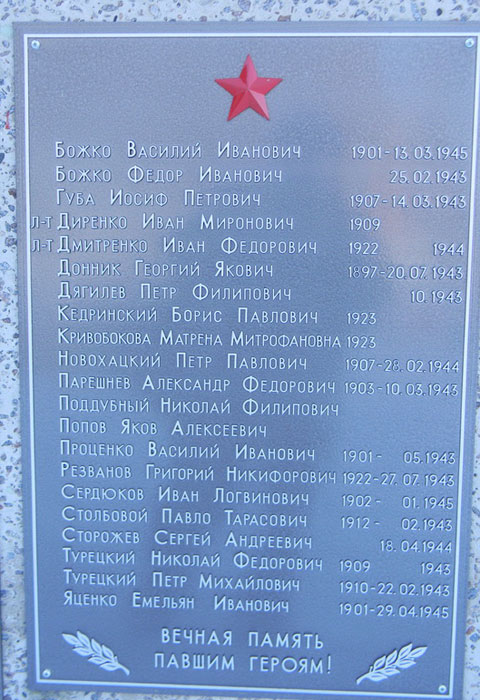 Божко Василий Иванович 1901-13.03.1945
Божко Федор Иванович 25.02.1943
Губа Иосиф Петрович 1907-14.03.1943
л-т Диренко Иван Миронович 1909
л-т Дмитренко Иван Федорович 1922 1944
Донник Георгий Якович 1897-20.07.1943
Дягилев Петр Филипович 10.1943
Кедринский Борис Павлович 1923
Кривобокова Матрена Митрофановна 1923
Новохацкий Петр Павлович 1907-28.02.1944
Парешнев Александр Федорович 1903-10.03.1943
Поддубный Николай Филипович
Попов Яков Алексеевич
Проценко Василий Иванович 1901- 05.1943
Резванов Григорий Никифорович 1922-27.07.1943
Сердюков Иван Логвинович 1902- 01.1945
Столбовой Павло Тарасович 1912- 02.1943
Сторожев Сергей Андреевич 18.04.1944
Турецкий Николай Федорович 1909 1943
Турецкий Петр Михайлович 1910-22.02.1943
Яценко Емельян Иванович 1901-29.04.1945
ВЕЧНАЯ ПАМЯТЬ
ПАВШИМ ГЕРОЯМ!